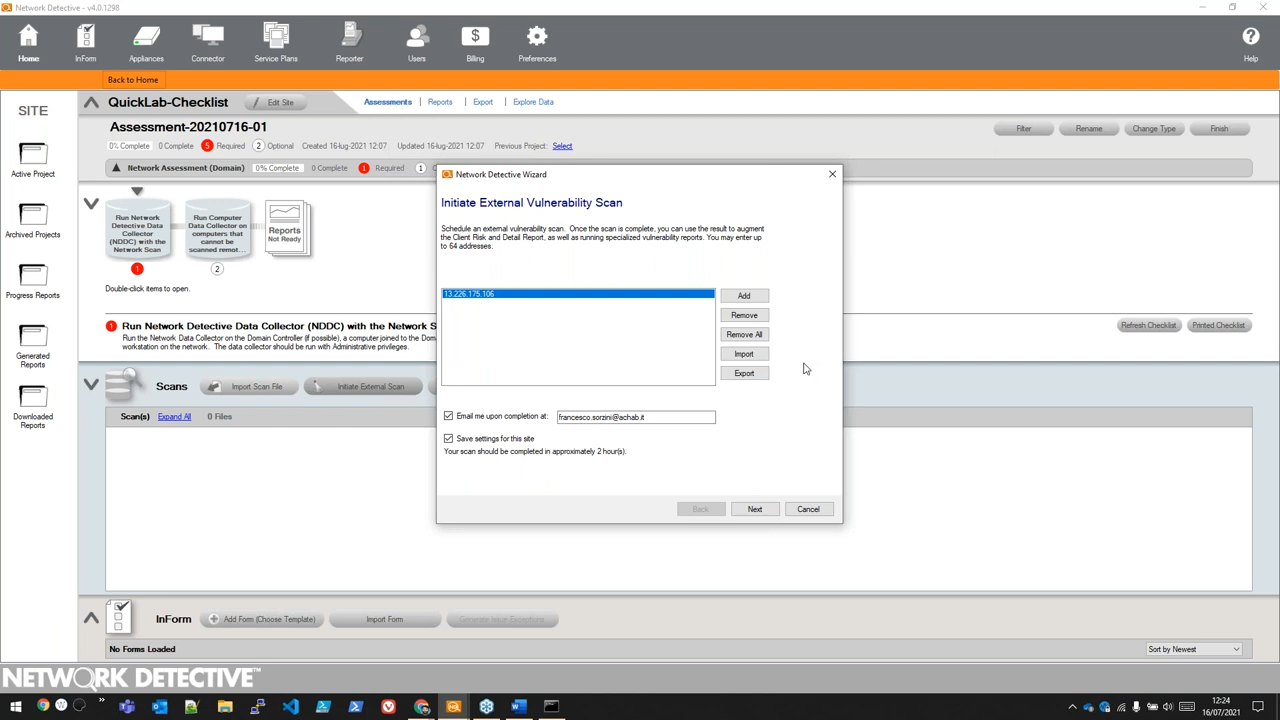 Network Detective - v4.0.1298
Home
InForm
Appliances
Connector
Service Plans
Reporter
Users
Billing
Preferences
Help
Back to Home
SITE
Active Project
Archived Projects
Progress Reports
Generated
Reports
Downloaded
Reports
QuickLab-Checklist
Edit Site
Assessments
Reports
Export
Explore Data
Assessment-20210716-01
Filter
Rename
Change Type
Finish
0% Complete 0 Complete 5 Required 2 Optional Created 16-lug-2021 12:07 Updated 16-lug-2021 12:07 Previous Project: Select
Network Assessment (Domain) 0% Complete 0 Complete 1 Required 1
Run Network
Detective Data
Collector
(NDDC) with the
Network Scan
1
Run Computer
Data Collector on
computers that
cannot be
scanned remot...
2
Reports
Not Ready
Double-click items to open.
1 Run Network Detective Data Collector (NDDC) with the Network S
Run the Network Data Collector on the Domain Controller (if possible), a computer joined to the Dom
workstation on the network. The data collector should be run with Administrative privileges.
Refresh Checklist
Printed Checklist
Scans
Import Scan File
Initiate External Scan
Scan(s) Expand All 0 Files
Network Detective Wizard
Initiate External Vulnerability Scan
Schedule an external vulnerability scan. Once the scan is complete, you can use the result to augment
the Client Risk and Detail Report, as well as running specialized vulnerability reports. You may enter up
to 64 addresses.
13.226.175.106
Add
Remove
Remove All
Import
Export
Email me upon completion at: francesco.sorzini@achab.it
Save settings for this site
Your scan should be completed in approximately 2 hour(s).
Back
Next
Cancel
InForm
Add Form (Choose Template)
Import Form
Generate Issue Exceptions
No Forms Loaded
Sort by Newest
NETWORK DETECTIVE™
12:24
16/07/2021